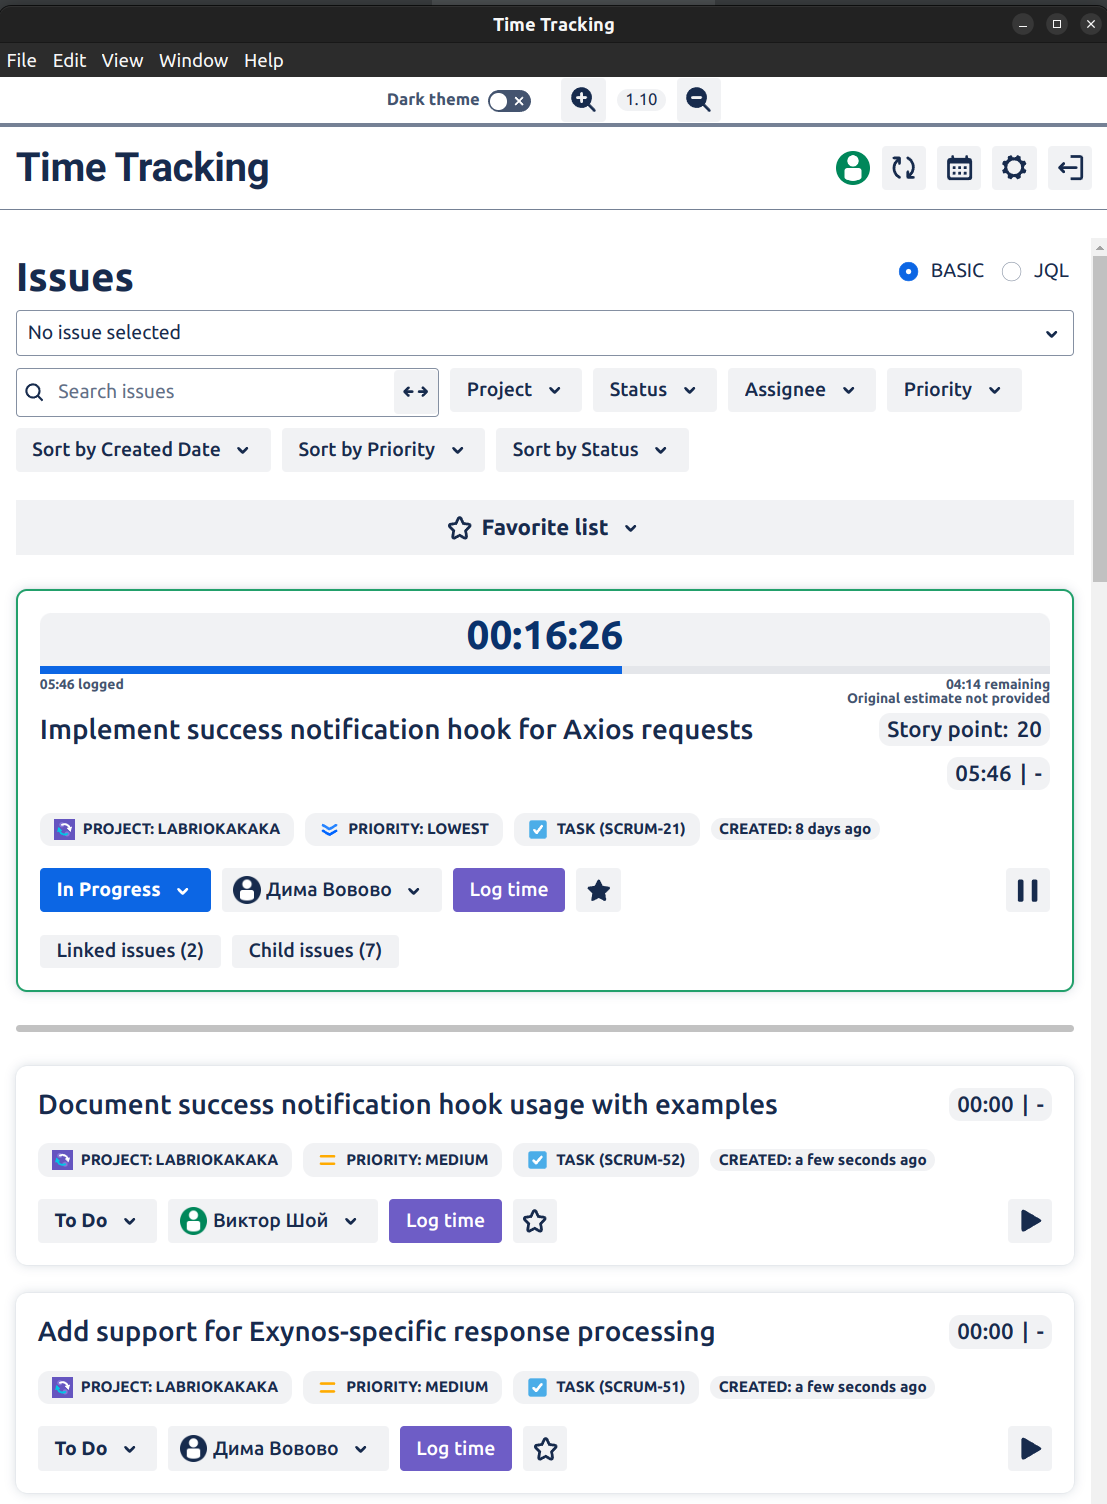 Time Tracking
File Edit View Window Help
Dark theme 1.10
Time Tracking
Issues
BASIC JQL
No issue selected
Search issues Project Status Assignee Priority
Sort by Created Date Sort by Priority Sort by Status
Favorite list
00:16:26
05:46 logged 04:14 remaining
Original estimate not provided
Implement success notification hook for Axios requests Story point: 20
05:46 | -
PROJECT: LABRIOKAKAKA PRIORITY: LOWEST TASK (SCRUM-21) CREATED: 8 days ago
In Progress Дима Вовово Log time
Linked issues (2) Child issues (7)
Document success notification hook usage with examples 00:00 | -
PROJECT: LABRIOKAKAKA PRIORITY: MEDIUM TASK (SCRUM-52) CREATED: a few seconds ago
To Do Виктор Шой Log time
Add support for Exynos-specific response processing 00:00 | -
PROJECT: LABRIOKAKAKA PRIORITY: MEDIUM TASK (SCRUM-51) CREATED: a few seconds ago
To Do Дима Вовово Log time